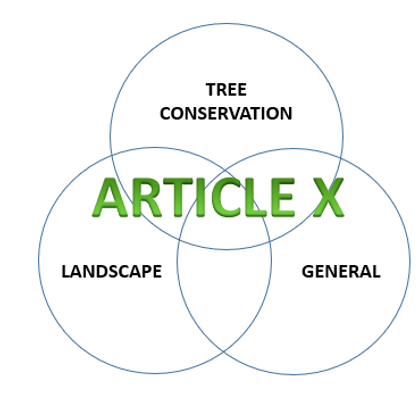 TREE
CONSERVATION
ARTICLE X
LANDSCAPE
GENERAL